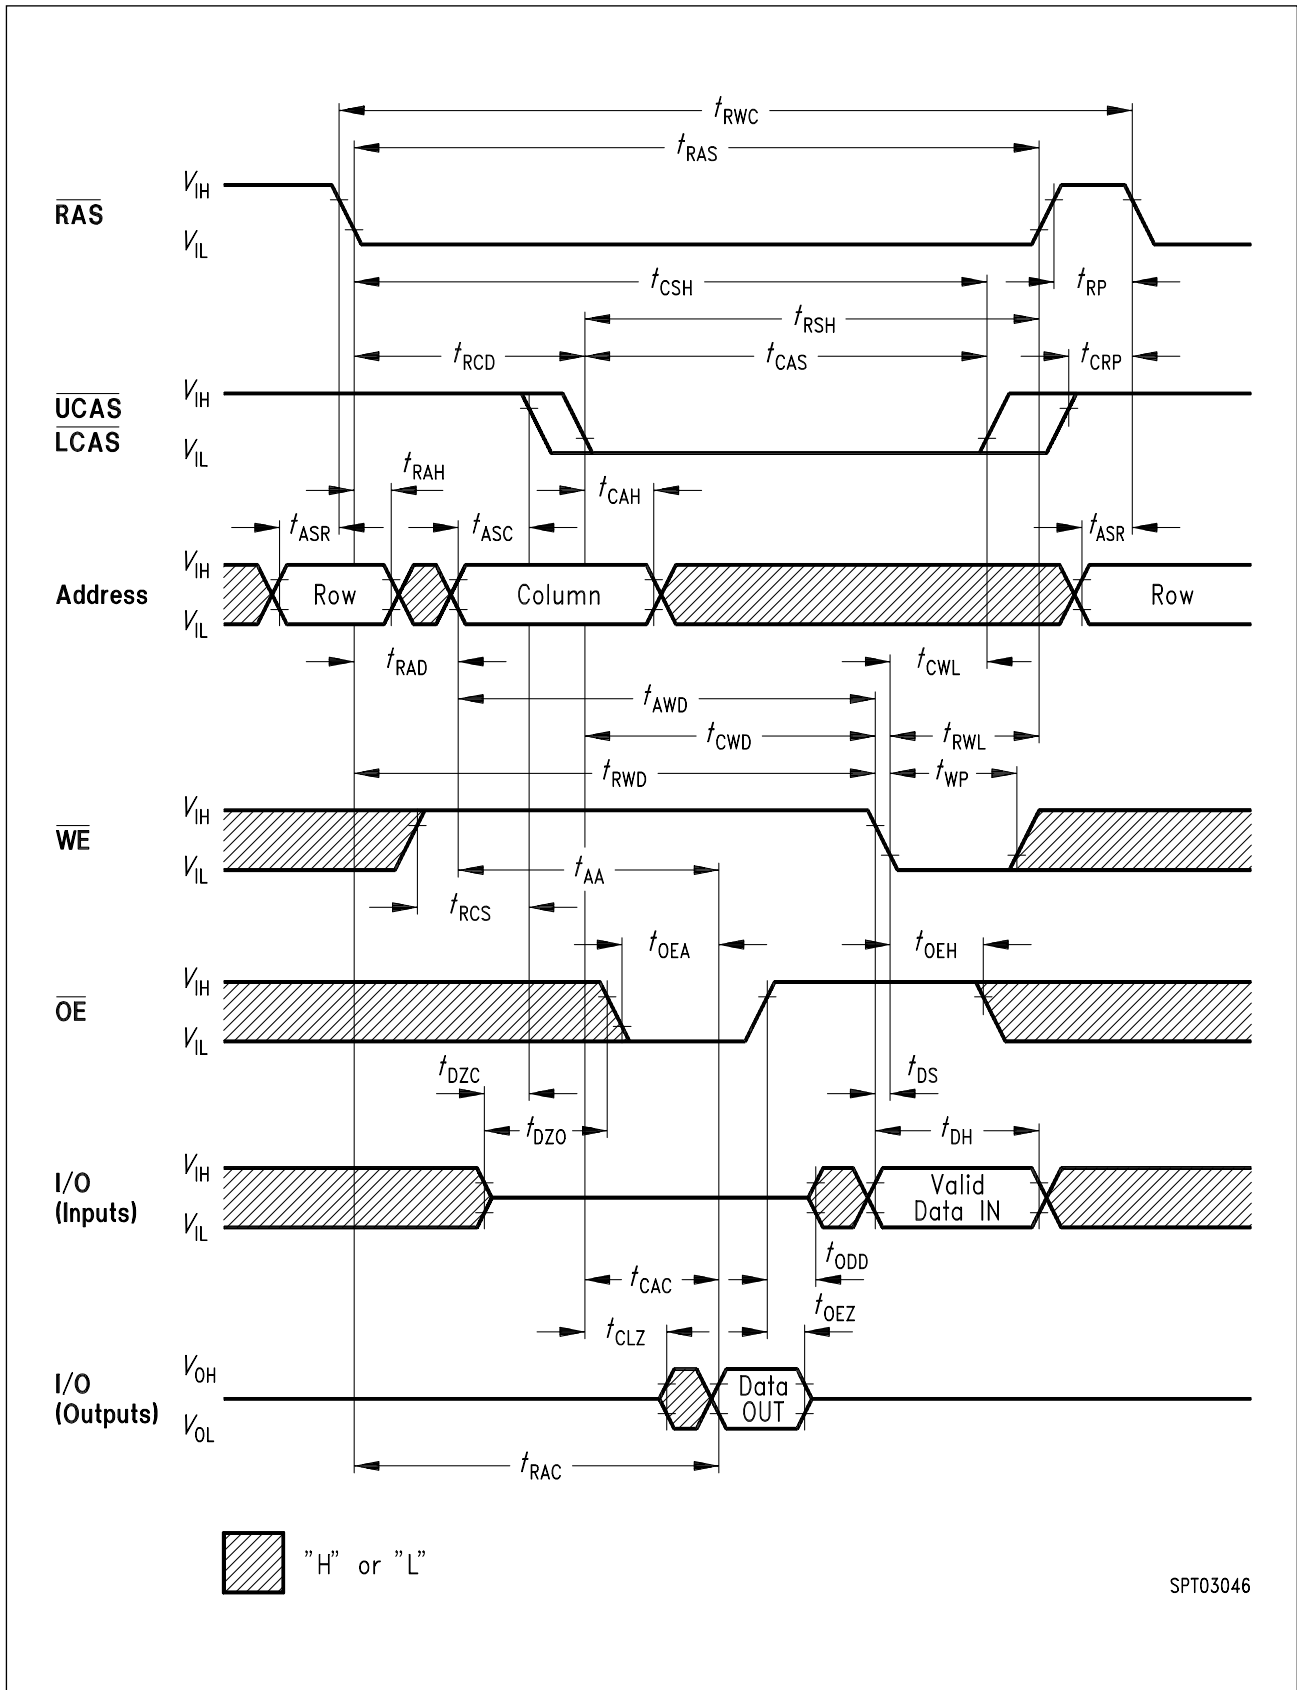 tRWC
tRAS
RAS
VIH
VIL
tCSH
tRP
tRSH
tRCD
tCAS
tCRP
UCAS
LCAS
VIH
VIL
tRAH
tCAH
tASR
tASC
tASR
Address
VIH
VIL
Row
Column
Row
tRAD
tCWL
tAWD
tCWD
tRWL
tRWD
tWP
WE
VIH
VIL
tAA
tRCS
tOEA
tOEH
OE
VIH
VIL
tDZC
tDS
tDZO
tDH
I/O
(Inputs)
VIH
VIL
Valid
Data IN
tODD
tCAC
tOEZ
tCLZ
I/O
(Outputs)
VOH
VOL
Data
OUT
tRAC
"H" or "L"
SPT03046